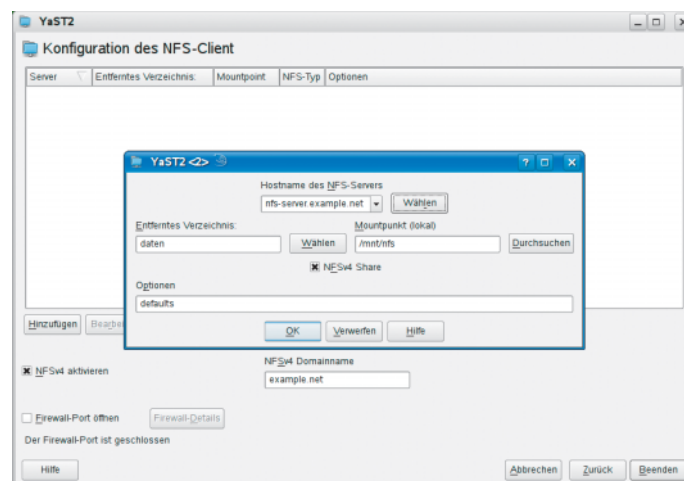 YaST2
Konfiguration des NFS-Client
Server Entferntes Verzeichnis: Mountpoint NFS-Typ Optionen
YaST2 <2>
Hostname des NFS-Servers
nfs-server.example.net Wählen
Entferntes Verzeichnis: Mountpunkt (lokal)
daten Wählen /mnt/nfs Durchsuchen
NFSv4 Share
Optionen
defaults
Hinzufügen
OK Verwerfen Hilfe
NFSv4 aktivieren
NFSv4 Domainname
example.net
Firewall-Port öffnen Firewall-Details
Der Firewall-Port ist geschlossen
Hilfe Abbrechen Zurück Beenden